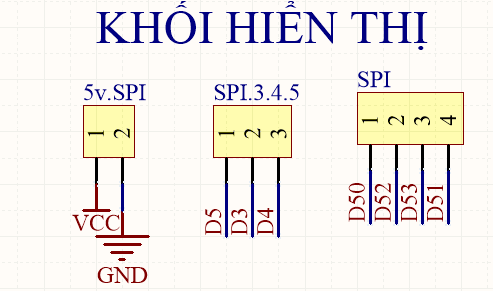 KHỐI HIỂN THỊ
5v.SPI
SPI.3.4.5
SPI
1 2
1 2 3
1 2 3 4
VCC
GND
D5 D3 D4
D50 D52 D53 D51